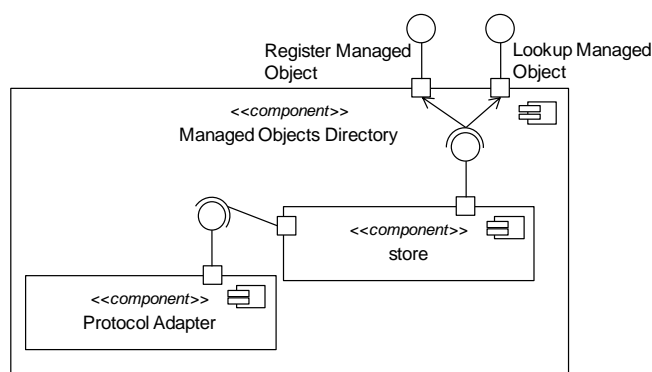 Register Managed
Object
Lookup Managed
Object
<<component>>
Managed Objects Directory
<<component>>
store
<<component>>
Protocol Adapter